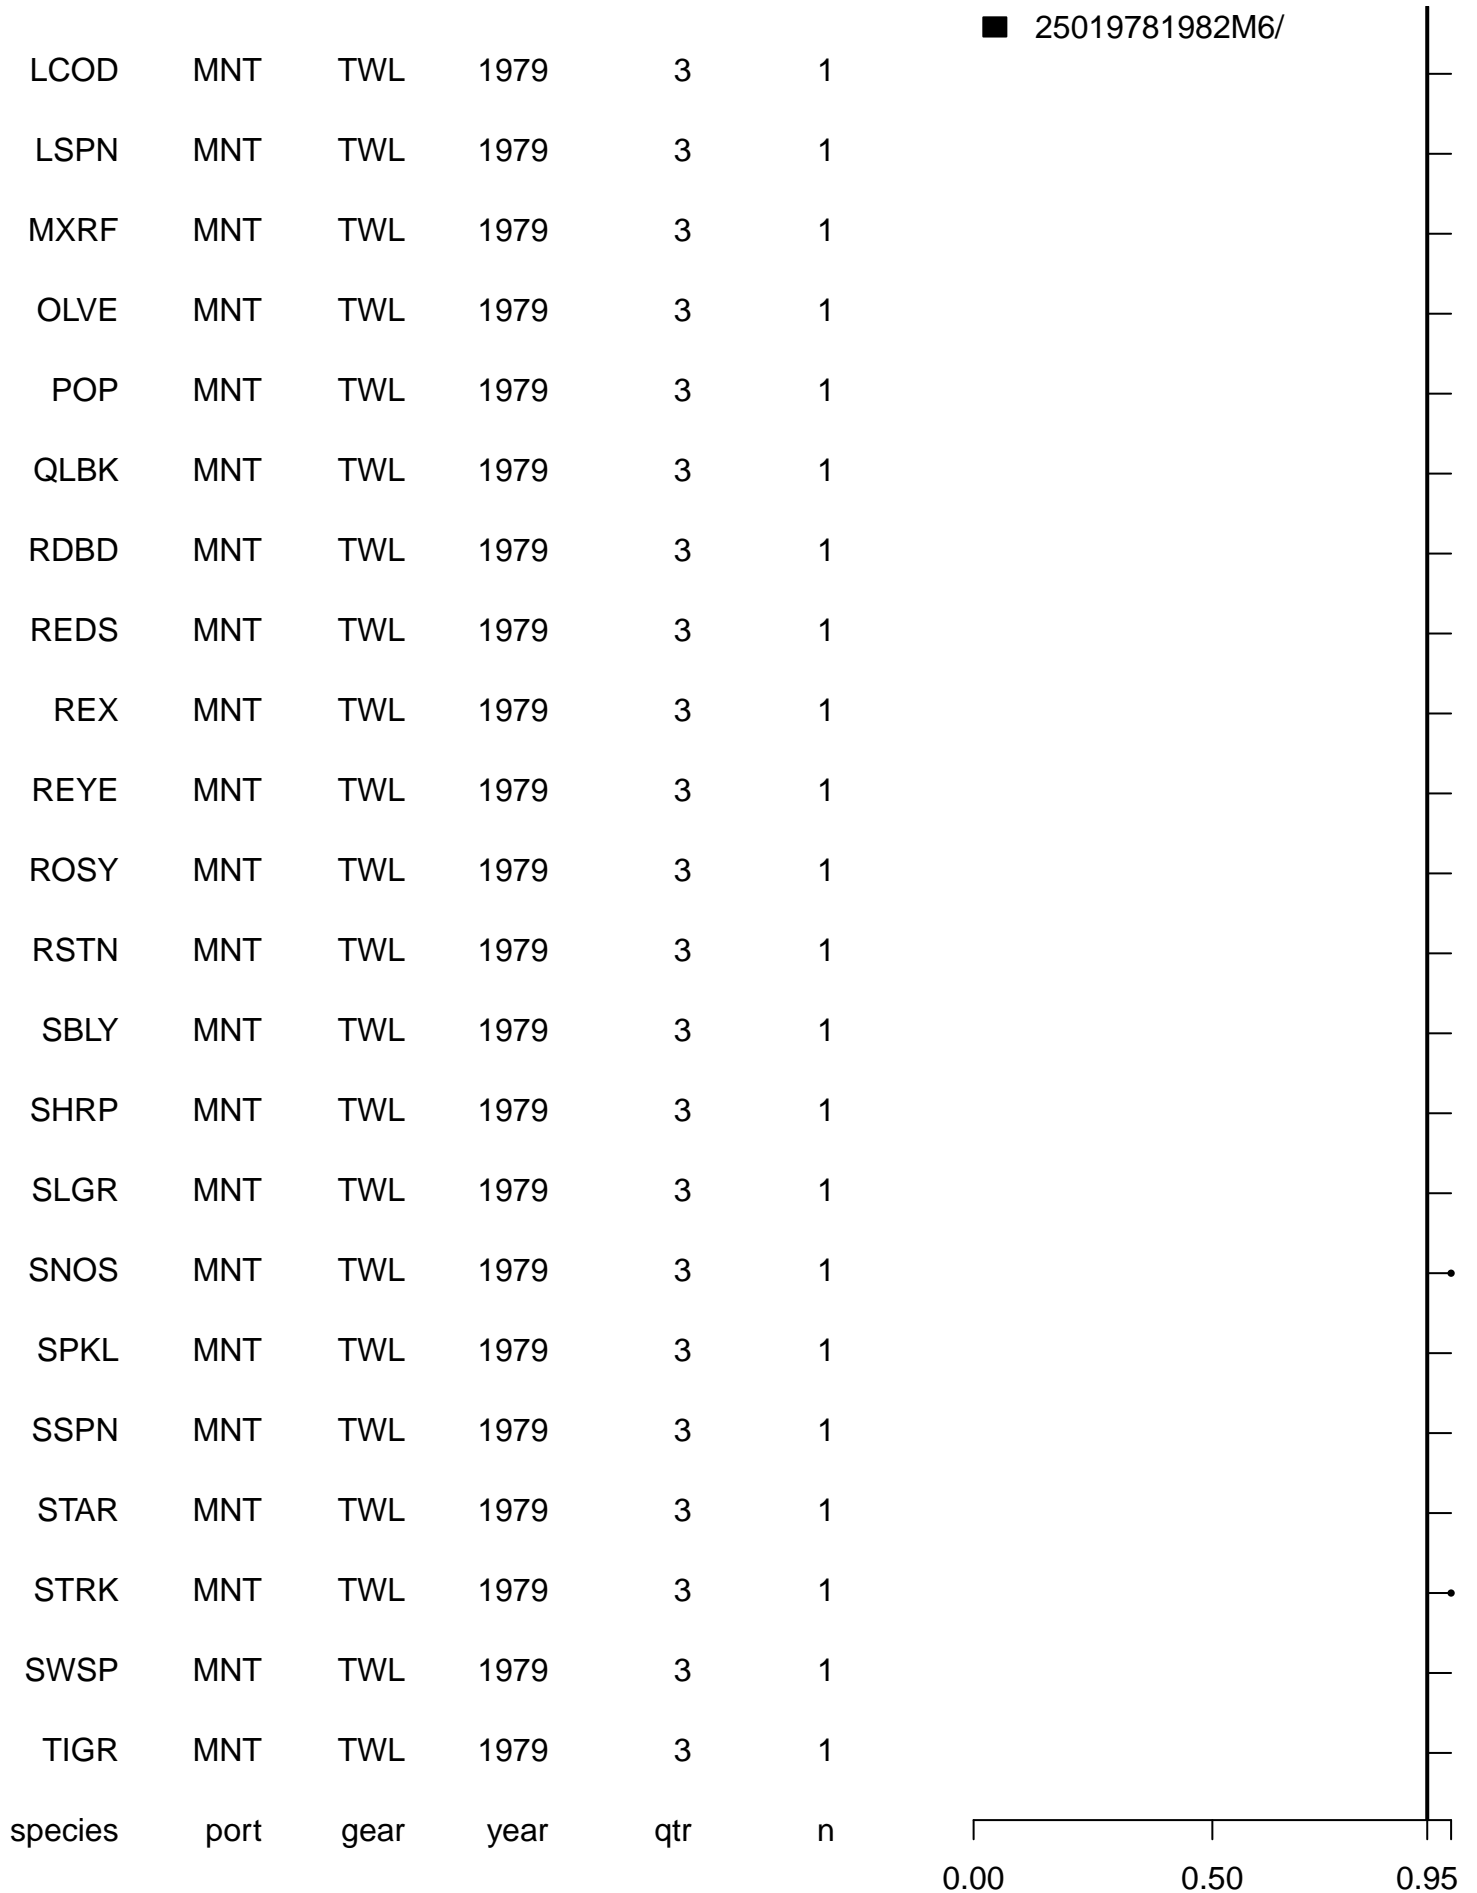 25019781982M6/
LCOD MNT TWL 1979 3 1
LSPN MNT TWL 1979 3 1
MXRF MNT TWL 1979 3 1
OLVE MNT TWL 1979 3 1
POP MNT TWL 1979 3 1
QLBK MNT TWL 1979 3 1
RDBD MNT TWL 1979 3 1
REDS MNT TWL 1979 3 1
REX MNT TWL 1979 3 1
REYE MNT TWL 1979 3 1
ROSY MNT TWL 1979 3 1
RSTN MNT TWL 1979 3 1
SBLY MNT TWL 1979 3 1
SHRP MNT TWL 1979 3 1
SLGR MNT TWL 1979 3 1
SNOS MNT TWL 1979 3 1
SPKL MNT TWL 1979 3 1
SSPN MNT TWL 1979 3 1
STAR MNT TWL 1979 3 1
STRK MNT TWL 1979 3 1
SWSP MNT TWL 1979 3 1
TIGR MNT TWL 1979 3 1
species port gear year qtr n
0.00 0.50 0.95